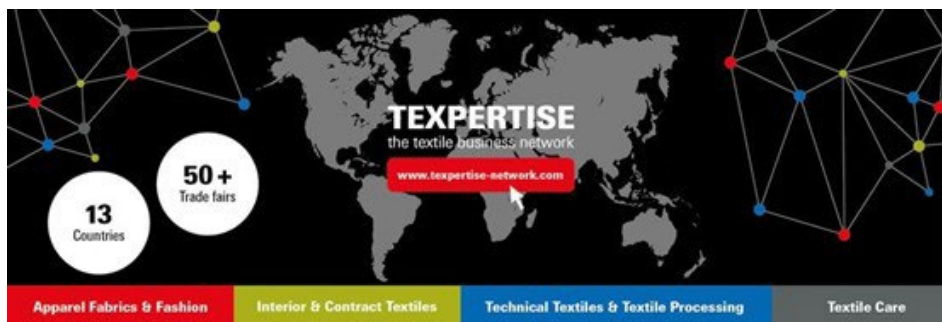 TEXPERTISE
the textile business network
www.texpertise-network.com
50+
Trade fairs
13
Countries
Apparel Fabrics & Fashion
Interior & Contract Textiles
Technical Textiles & Textile Processing
Textile Care